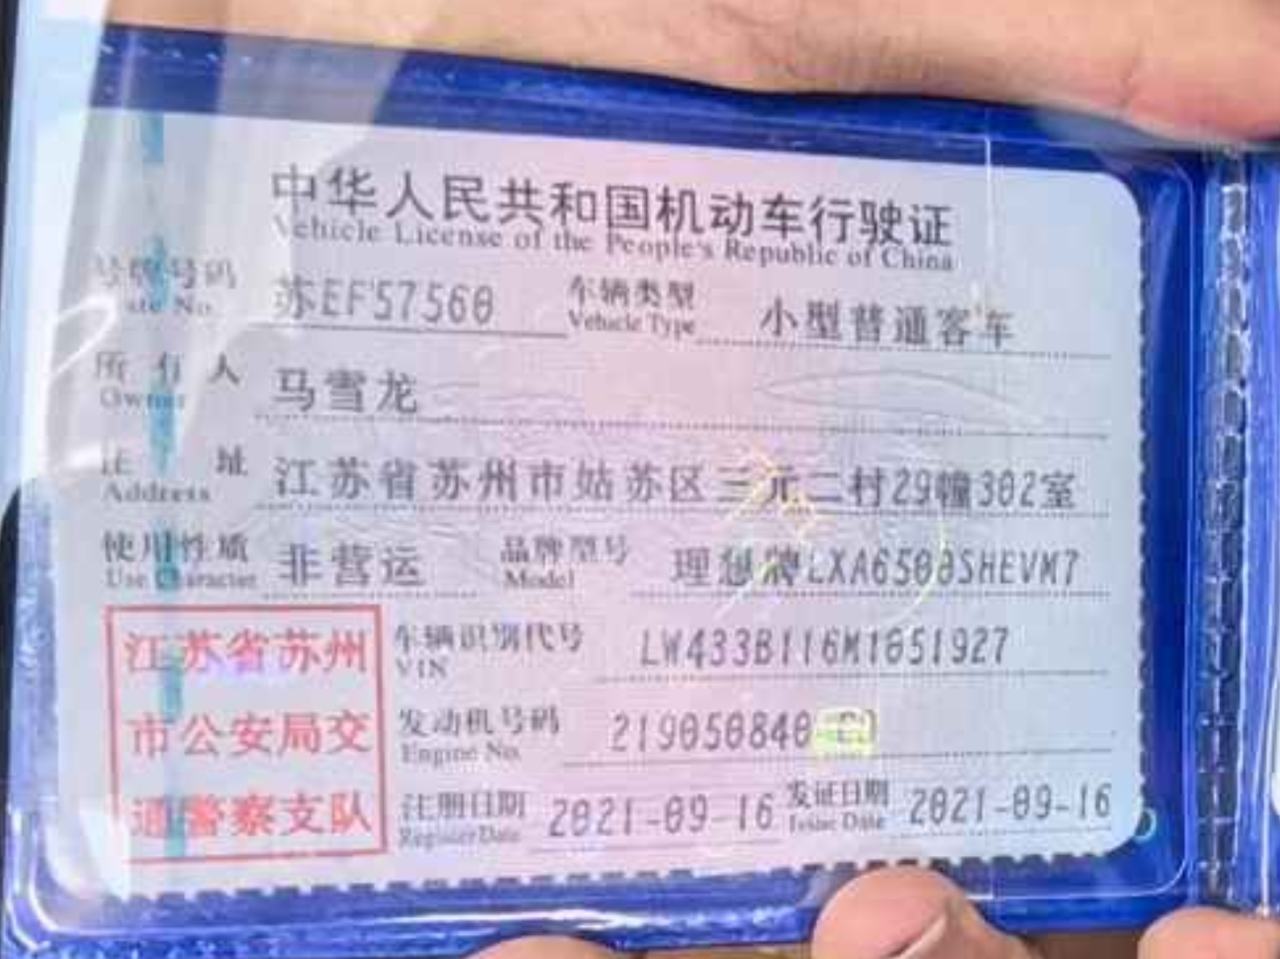 中华人民共和国机动车行驶证
Vehicle License of the People's Republic of China
号牌号码 苏EF57560 车辆类型 小型普通客车
Plate No. Vehicle Type
所有人 马雪龙
Owner
住址 江苏省苏州市姑苏区三元二村29幢302室
Address
使用性质 非营运 品牌型号 理想牌LXA6500SHEVM7
Use Character Model
江苏省苏州
市公安局交
通警察支队
车辆识别代号 LW433B116M1051927
VIN
发动机号码 219050840
Engine No.
注册日期 2021-09-16 发证日期 2021-09-16
Register Date Issue Date